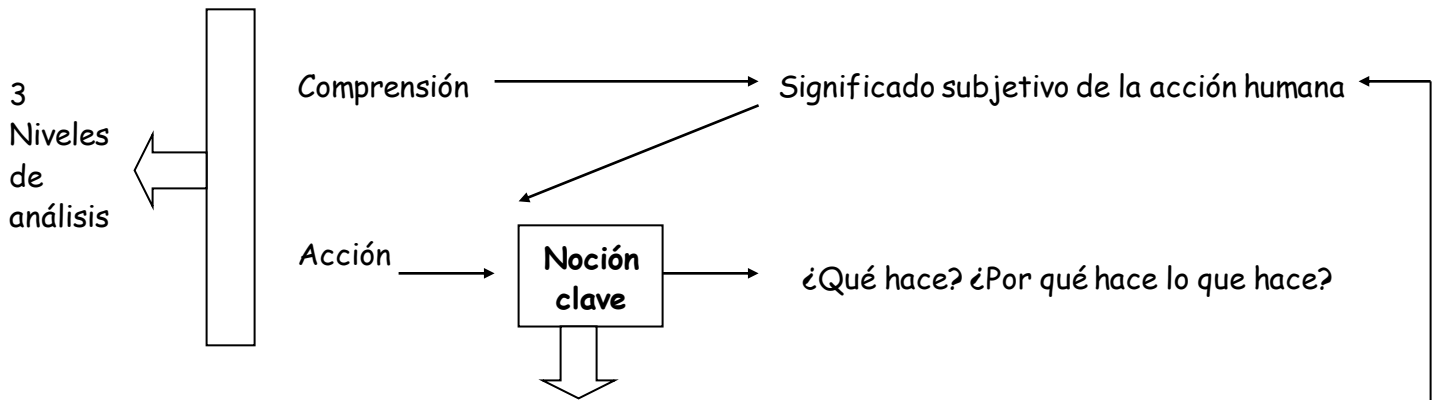 3
Niveles
de
análisis
Comprensión
Significado subjetivo de la acción humana
Acción
Noción
clave
¿Qué hace? ¿Por qué hace lo que hace?